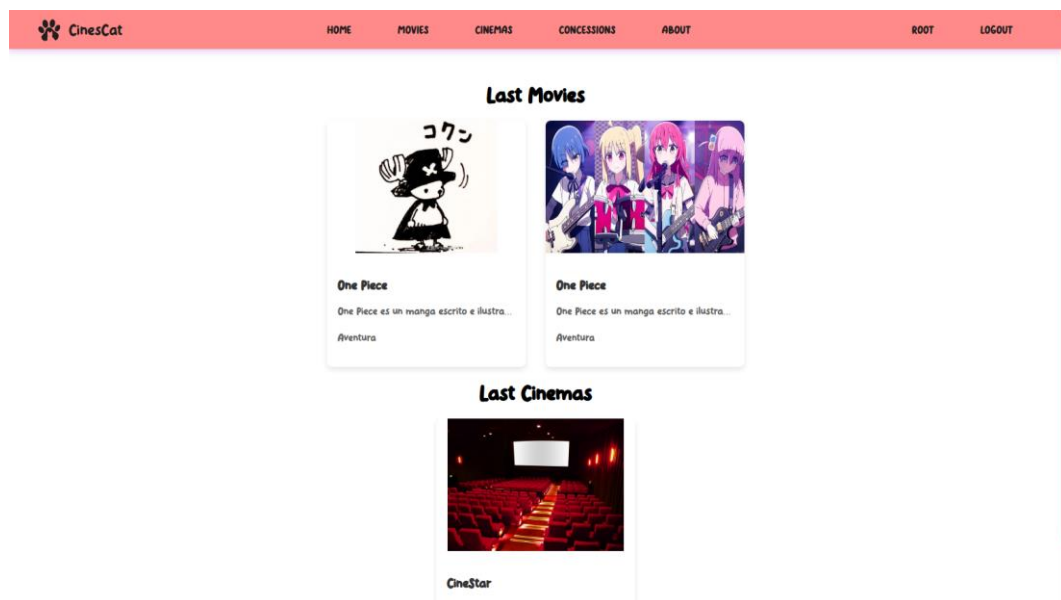 CinesCat
HOME MOVIES CINEMAS CONCESSIONS ABOUT ROOT LOGOUT
Last Movies
コクン
One Piece
One Piece es un manga escrito e ilustra...
Aventura
One Piece
One Piece es un manga escrito e ilustra...
Aventura
Last Cinemas
CineStar